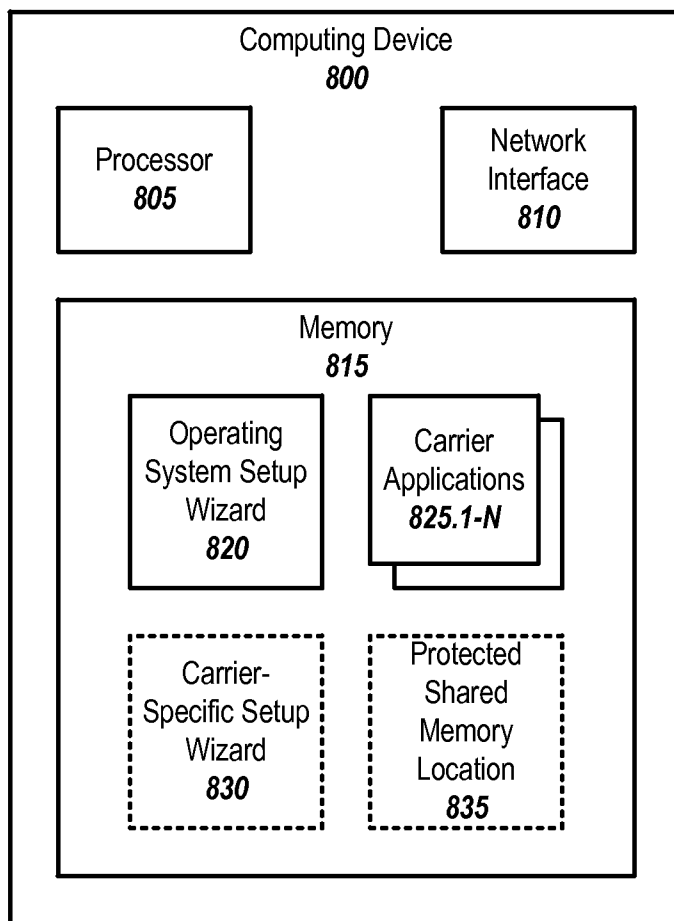 Computing Device
800
Processor
805
Network
Interface
810
Memory
815
Operating
System Setup
Wizard
820
Carrier
Applications
825.1-N
Carrier-
Specific Setup
Wizard
830
Protected
Shared
Memory
Location
835